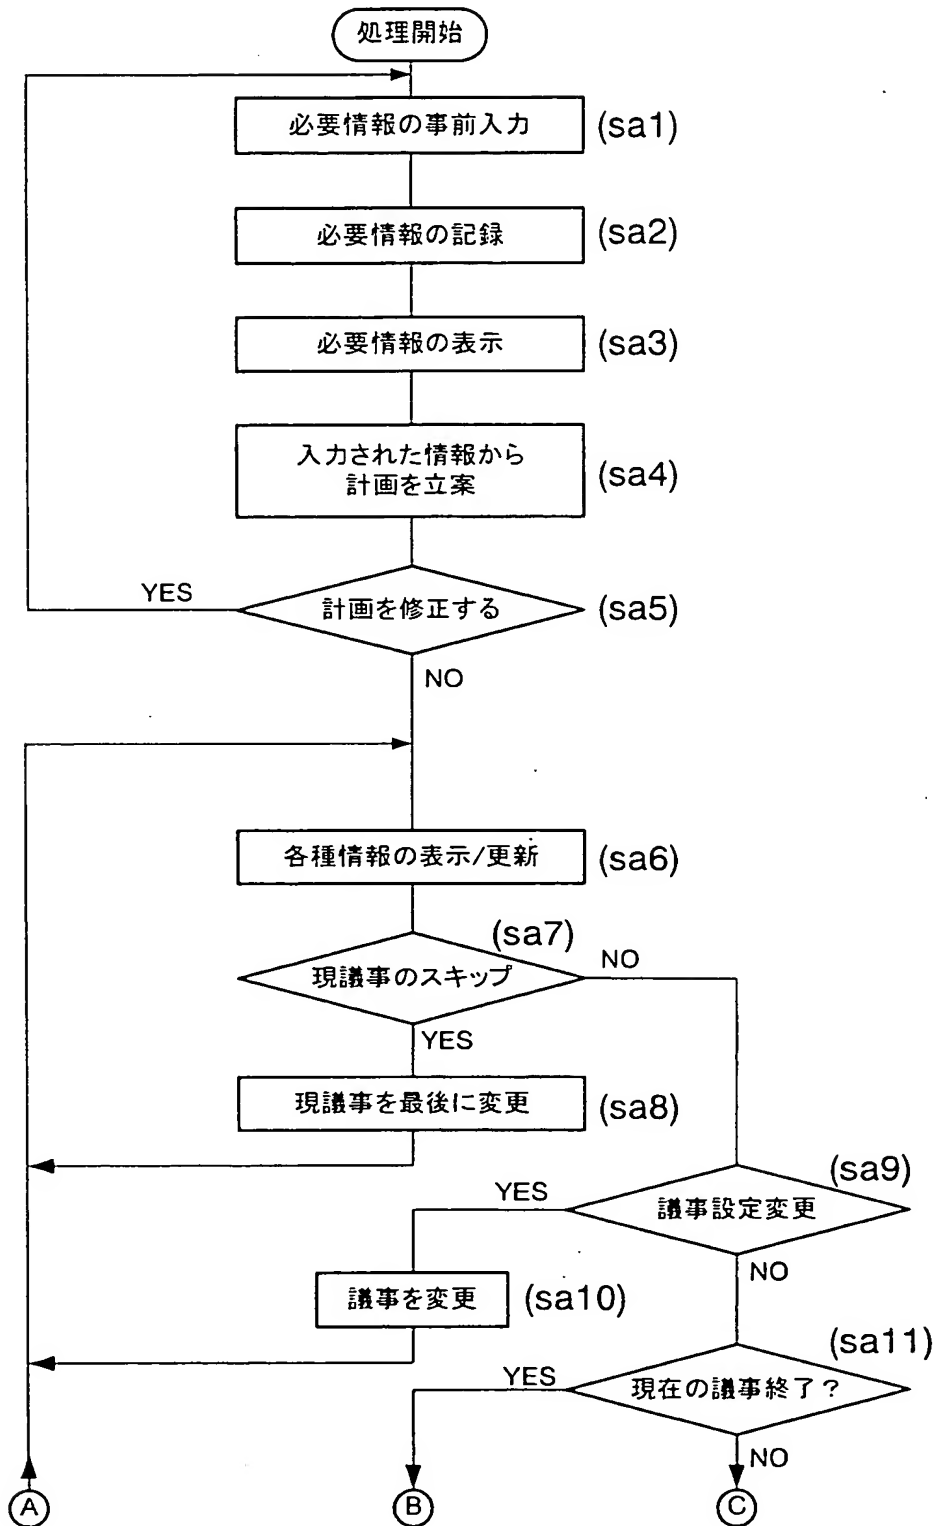 処理開始
必要情報の事前入力
(sa1)
必要情報の記録
(sa2)
必要情報の表示
(sa3)
入力された情報から
計画を立案
(sa4)
YES
計画を修正する
(sa5)
NO
各種情報の表示/更新
(sa6)
(sa7)
現議事のスキップ
NO
YES
現議事を最後に変更
(sa8)
(sa9)
YES
議事設定変更
NO
議事を変更
(sa10)
(sa11)
YES
現在の議事終了?
NO
A
B
C